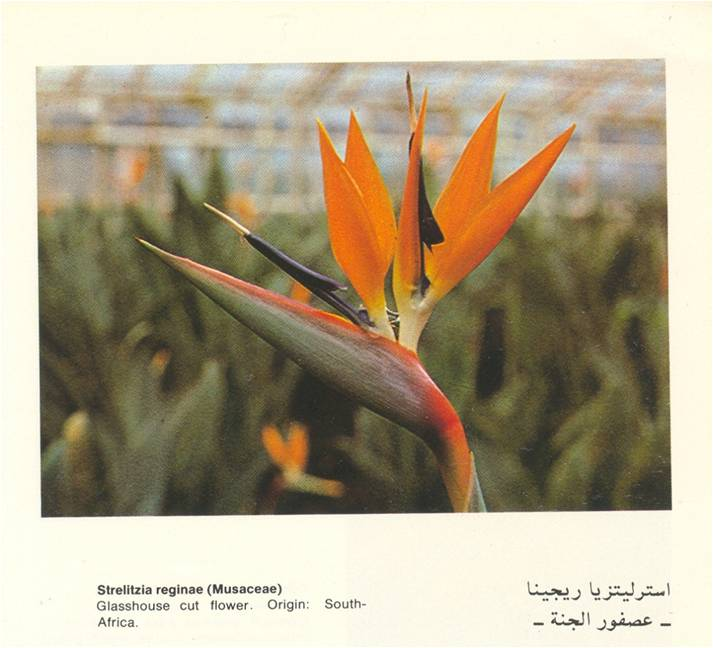 Strelitzia reginae (Musaceae)
Glasshouse cut flower. Origin: South-
Africa.
استرليتزيا ريجينا
ـ عصفور الجنة ـ